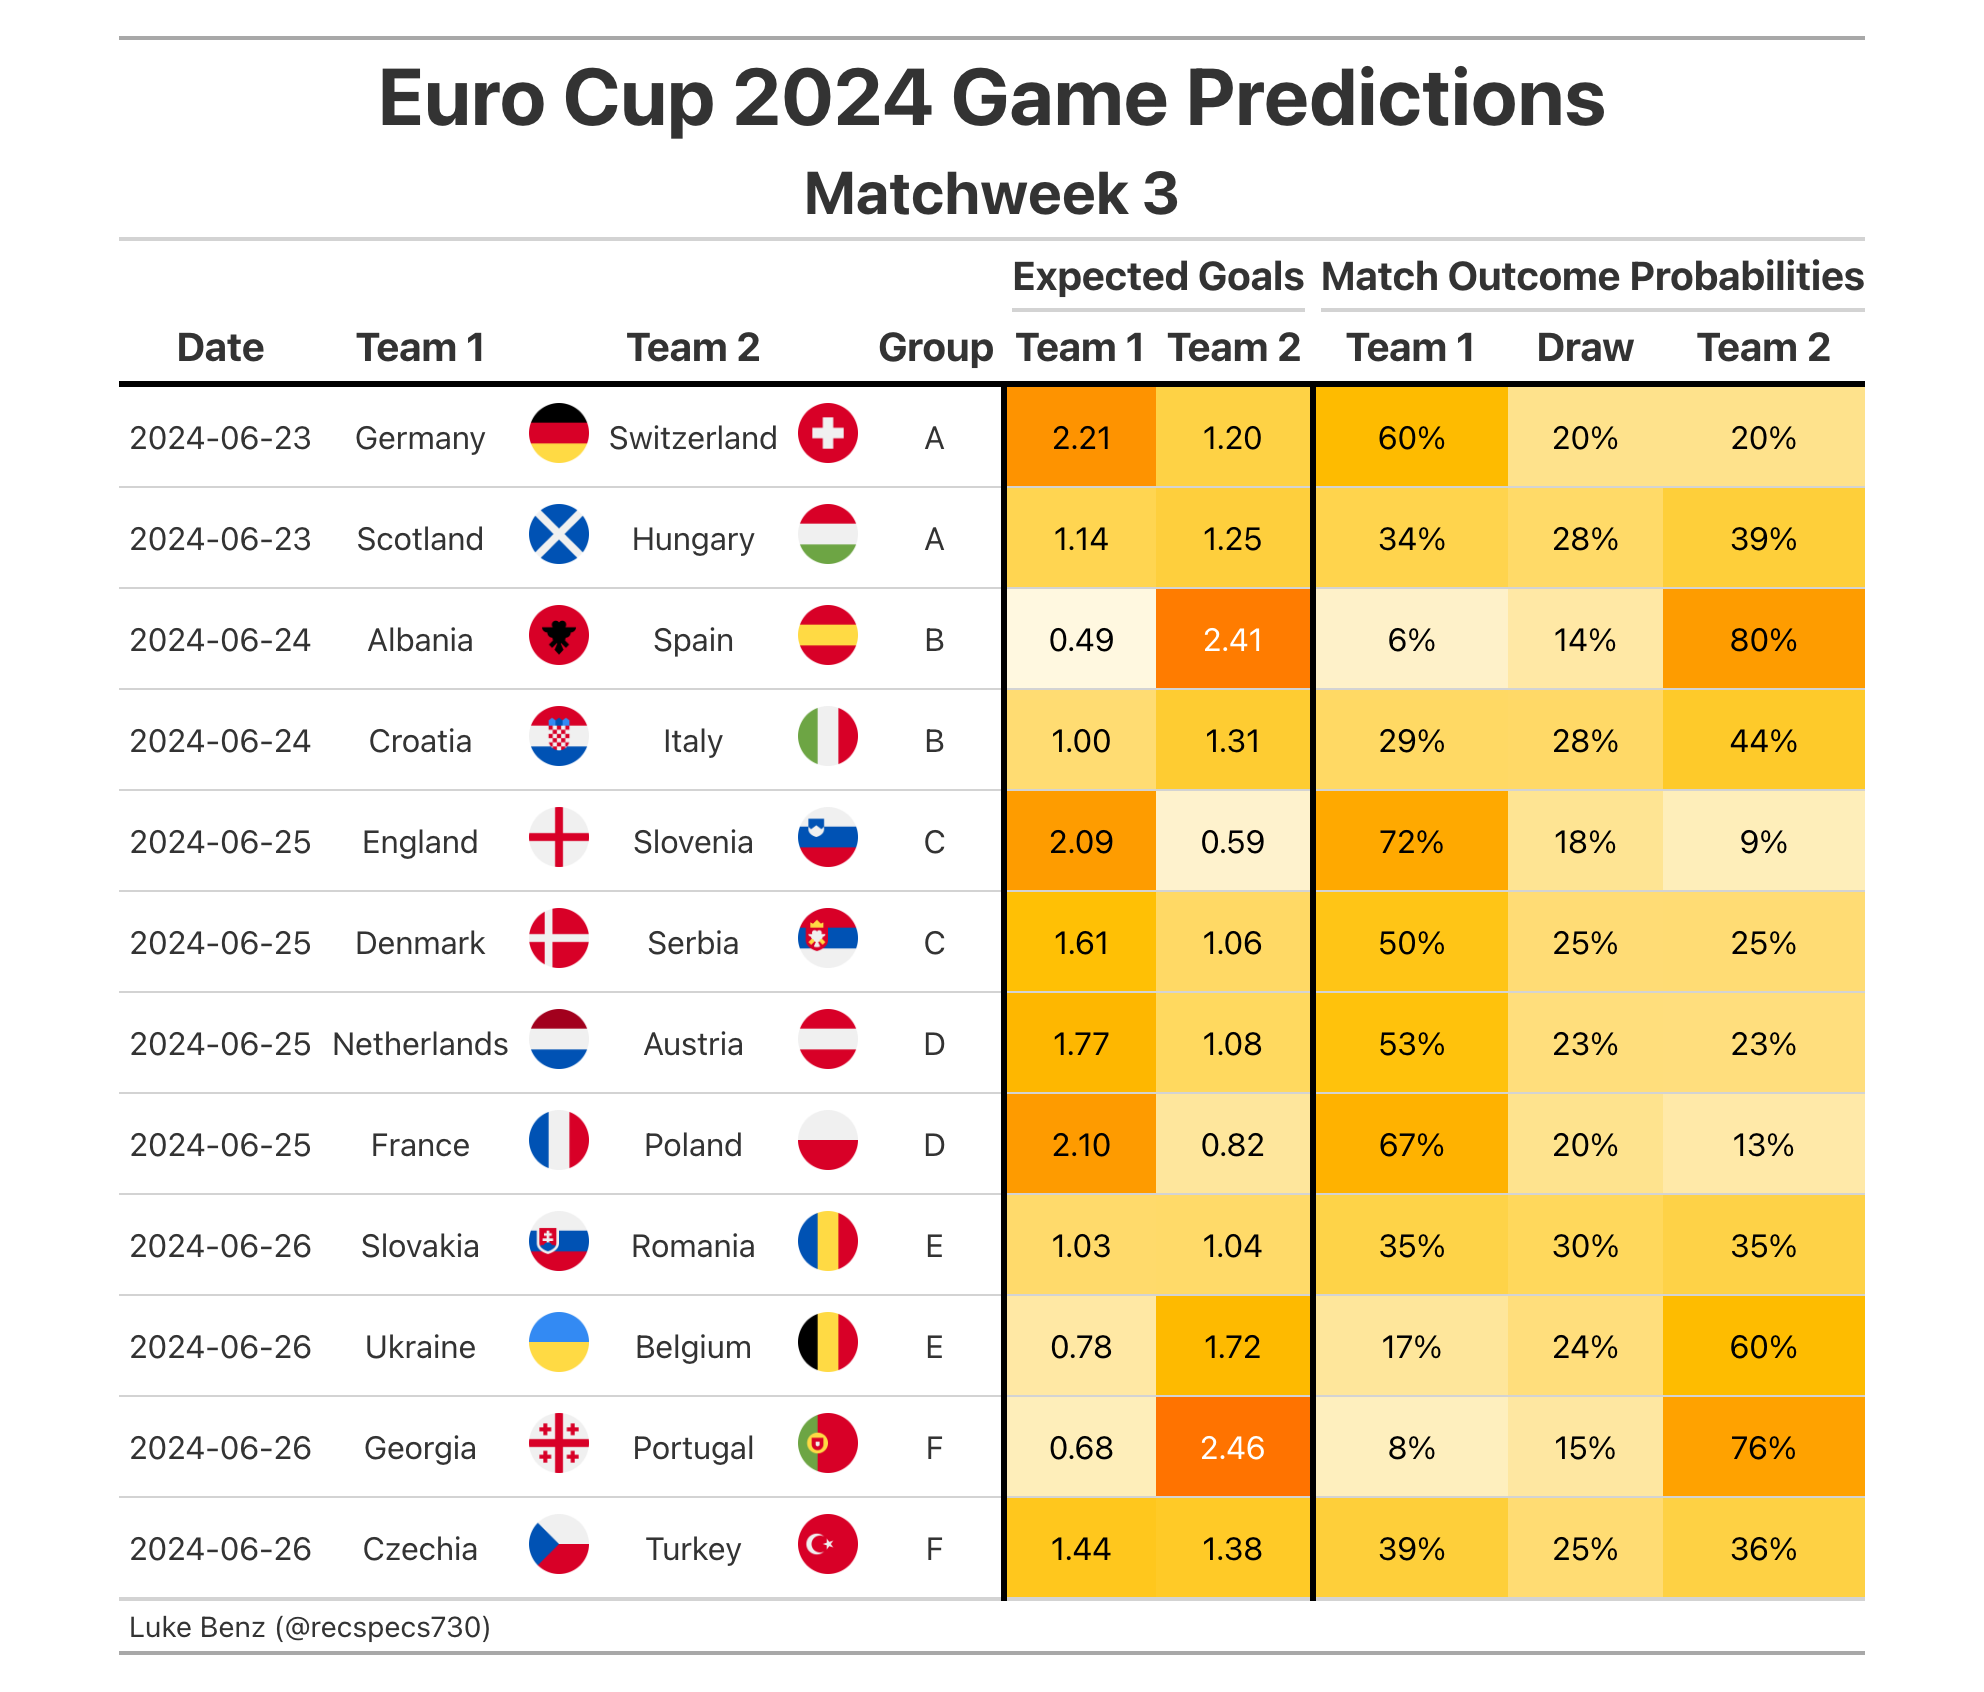 Euro Cup 2024 Game Predictions
Matchweek 3
Expected Goals Match Outcome Probabilities
Date Team 1 Team 2 Group Team 1 Team 2 Team 1 Draw Team 2
2024-06-23 Germany Switzerland A 2.21 1.20 60% 20% 20%
2024-06-23 Scotland Hungary A 1.14 1.25 34% 28% 39%
2024-06-24 Albania Spain B 0.49 2.41 6% 14% 80%
2024-06-24 Croatia Italy B 1.00 1.31 29% 28% 44%
2024-06-25 England Slovenia C 2.09 0.59 72% 18% 9%
2024-06-25 Denmark Serbia C 1.61 1.06 50% 25% 25%
2024-06-25 Netherlands Austria D 1.77 1.08 53% 23% 23%
2024-06-25 France Poland D 2.10 0.82 67% 20% 13%
2024-06-26 Slovakia Romania E 1.03 1.04 35% 30% 35%
2024-06-26 Ukraine Belgium E 0.78 1.72 17% 24% 60%
2024-06-26 Georgia Portugal F 0.68 2.46 8% 15% 76%
2024-06-26 Czechia Turkey F 1.44 1.38 39% 25% 36%
Luke Benz (@recspecs730)